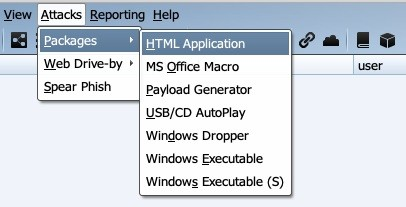 View Attacks Reporting Help
Packages
Web Drive-by
Spear Phish
HTML Application
MS Office Macro
Payload Generator
USB/CD AutoPlay
Windows Dropper
Windows Executable
Windows Executable (S)
user